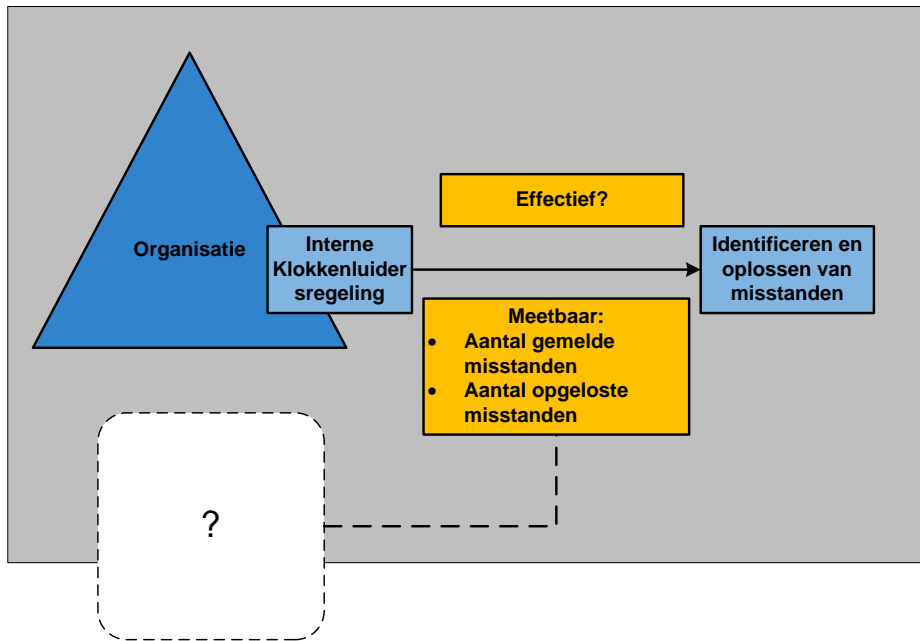 Effectief?
Organisatie
Interne
Klokkenluider
sregeling
Identificeren en
oplossen van
misstanden
Meetbaar:
• Aantal gemelde
misstanden
• Aantal opgeloste
misstanden
?